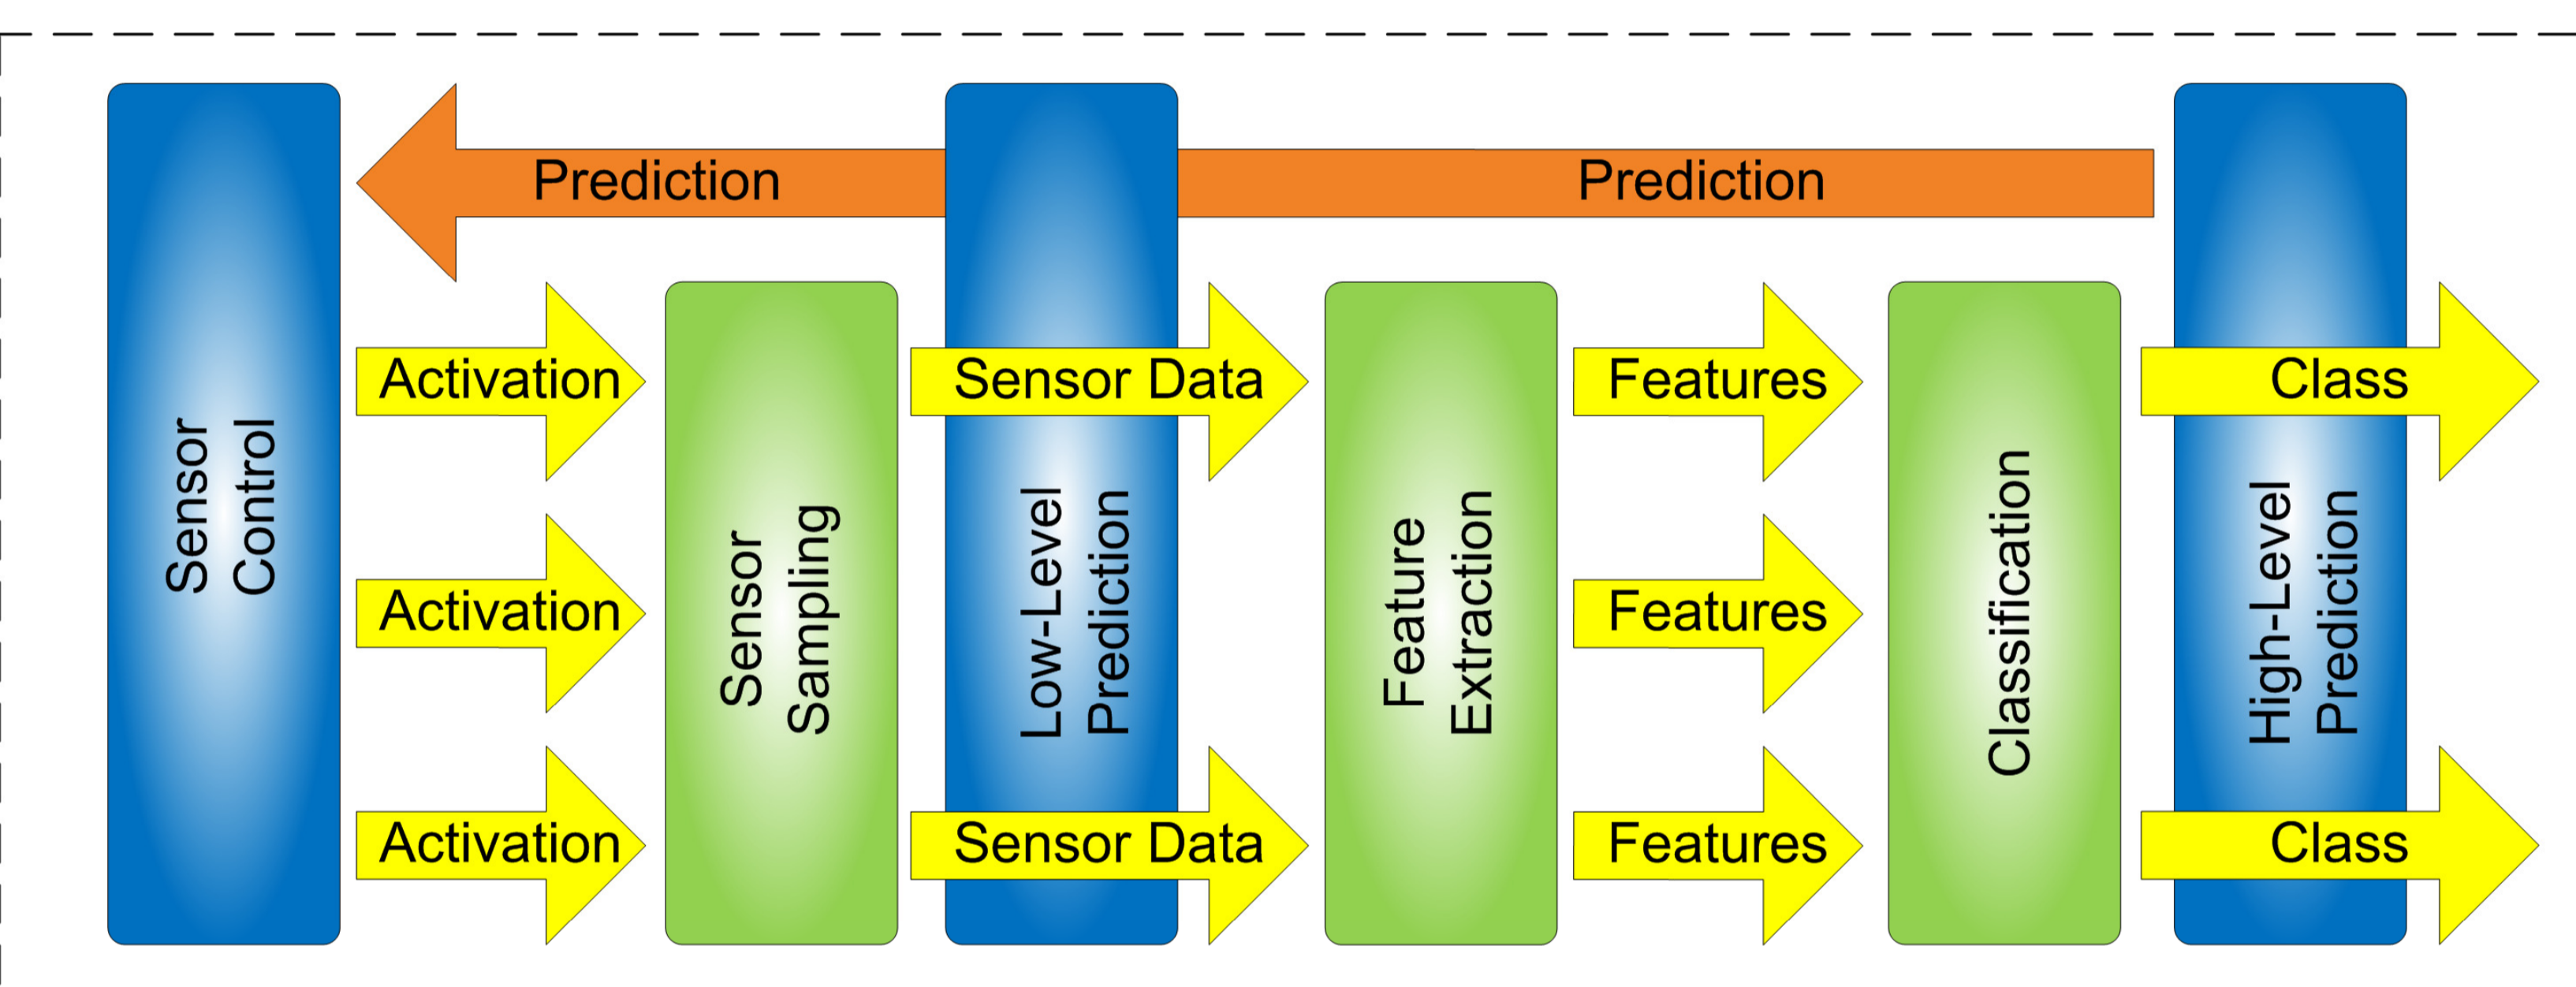 Sensor
Control
Prediction
Prediction
Activation
Activation
Activation
Sensor
Sampling
Sensor Data
Sensor Data
Low-Level
Prediction
Feature
Extraction
Features
Features
Features
Classification
Class
Class
High-Level
Prediction